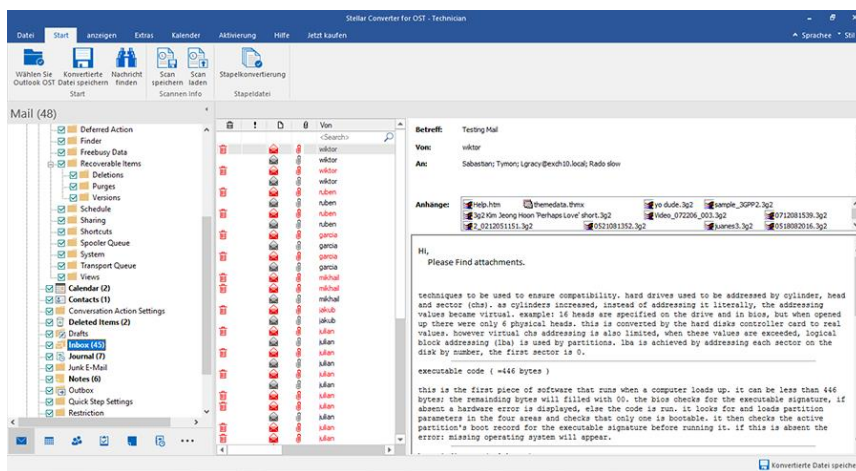 Stellar Converter for OST - Technician
Datei Start anzeigen Extras Kalender Aktivierung Hilfe Jetzt kaufen
Sprachee Stil
Wählen Sie Outlook OST
Konvertierte Datei speichern
Nachricht finden
Scan speichern
Scan laden
Stapelkonvertierung
Start Scannen Info Stapeldatei
Mail (48)
Deferred Action
Finder
Freebusy Data
Recoverable Items
Deletions
Purges
Versions
Schedule
Sharing
Shortcuts
Spooler Queue
System
Transport Queue
Views
Calendar (2)
Contacts (1)
Conversation Action Settings
Deleted Items (2)
Drafts
Inbox (45)
Journal (7)
Junk E-Mail
Notes (6)
Outbox
Quick Step Settings
Restriction
Von
<Search>
wiktor
wiktor
wiktor
wiktor
ruben
ruben
ruben
ruben
garcia
garcia
garcia
garcia
mikhail
mikhail
mikhail
jakub
jakub
julian
julian
julian
julian
julian
julian
julian
julian
julian
julian
Betreff: Testing Mail
Von: wiktor
An: Sabastian; Tymon; Lgracy@exch10.local; Rado slow
Anhänge: Help.htm themedata.thmx yo dude.3g2 sample_3GPP2.3g2
3g2 Kim Jeong Hoon 'Perhaps Love' short.3g2 Video_072206_003.3g2 0712081539.3g2
2_0212051151.3g2 0521081352.3g2 juanes3.3g2 0518082016.3g2
Hi,
Please Find attachments.
techniques to be used to ensure compatibility. hard drives used to be addressed by cylinder, head
and sector (chs). as cylinders increased, instead of addressing it literally, the addressing
values became virtual. example: 16 heads are specified on the drive and in bios, but when opened
up there were only 6 physical heads. this is converted by the hard disks controller card to real
values. however virtual chs addressing is also limited, when these values are exceeded, logical
block addressing (lba) is used by partitions. lba is achieved by addressing each sector on the
disk by number, the first sector is 0.
executable code ( =446 bytes )
this is the first piece of software that runs when a computer loads up. it can be less than 446
bytes; the remaining bytes will filled with 00. the bios checks for the executable signature, if
absent a hardware error is displayed, else the code is run. it looks for and loads partition
parameters in the four areas and checks that only one is bootable. it then checks the active
partition's boot record for the executable signature before running it. if this is absent the
error: missing operating system will appear.
Konvertierte Datei speiche